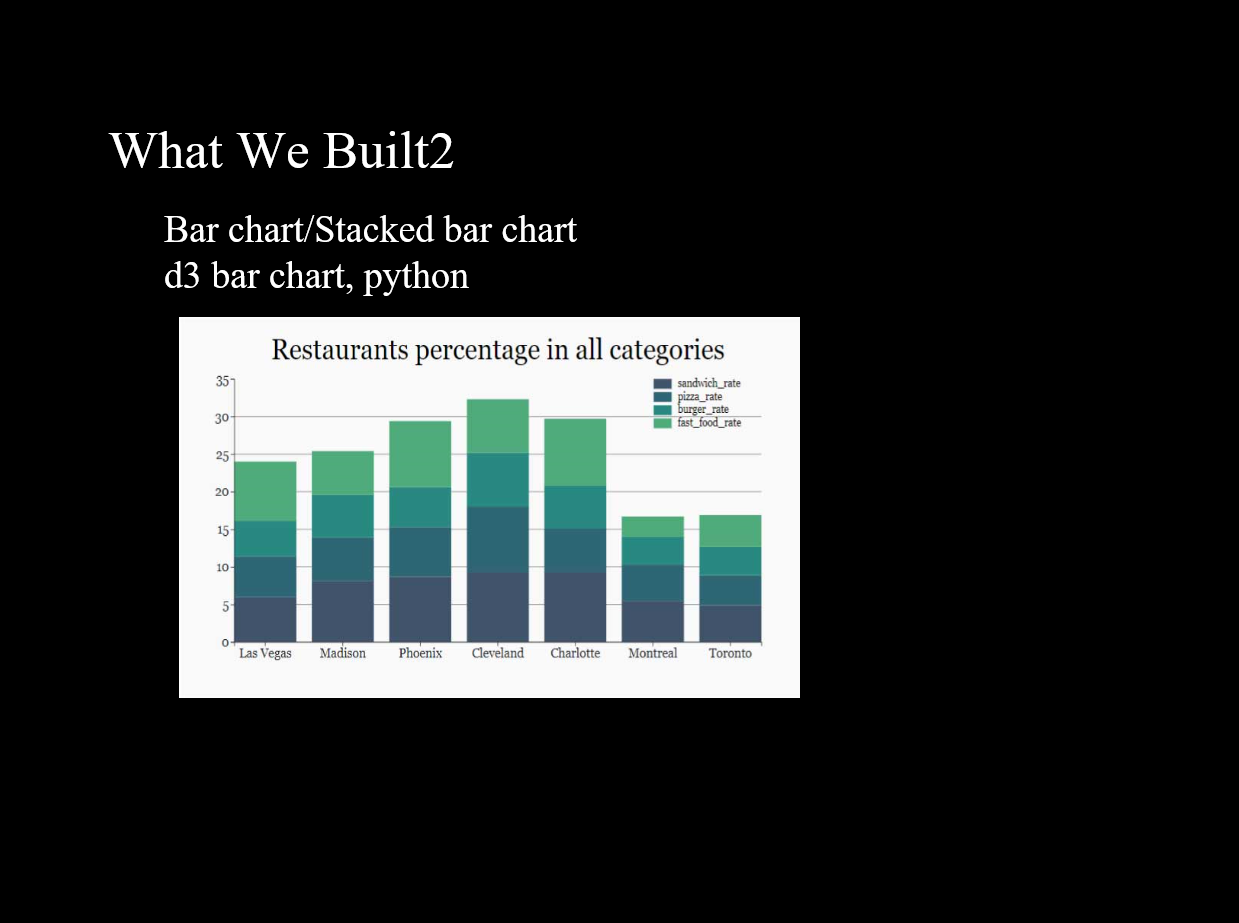 What We Built2
Bar chart/Stacked bar chart
d3 bar chart, python
Restaurants percentage in all categories
35
30
25
20
15
10
5
0
sandwich_rate
pizza_rate
burger_rate
fast_food_rate
Las Vegas Madison Phoenix Cleveland Charlotte Montreal Toronto